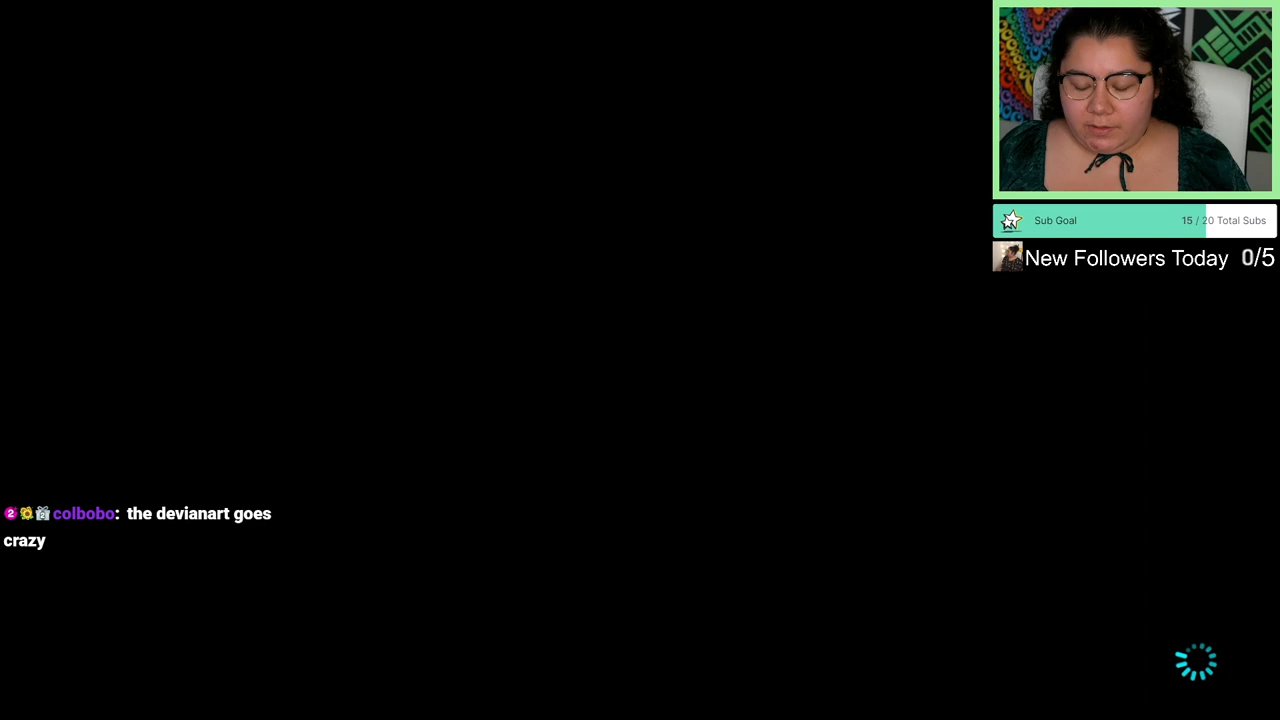 Sub Goal 15 / 20 Total Subs
New Followers Today 0/5
colbobo: the devianart goes
crazy